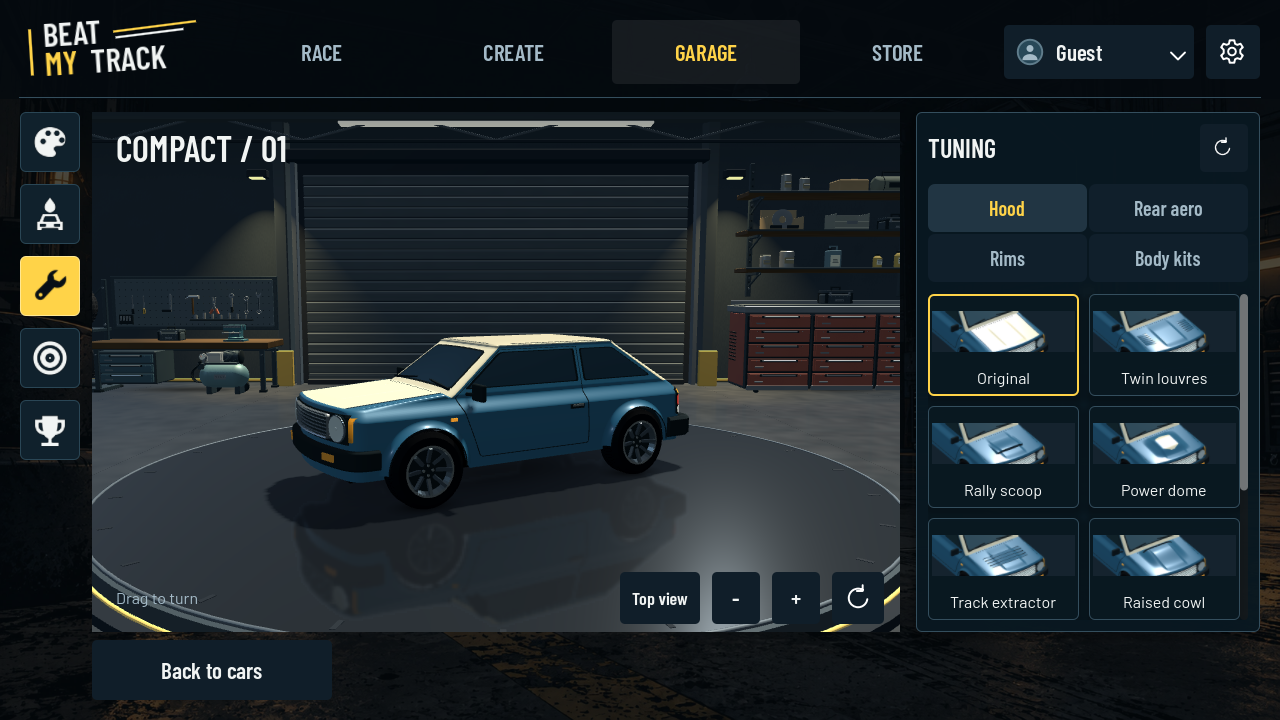 BEAT
MY TRACK
RACE
CREATE
GARAGE
STORE
Guest
COMPACT / 01
TUNING
Hood
Rear aero
Rims
Body kits
Original
Twin louvres
Rally scoop
Power dome
Track extractor
Raised cowl
Drag to turn
Top view
-
+
Back to cars